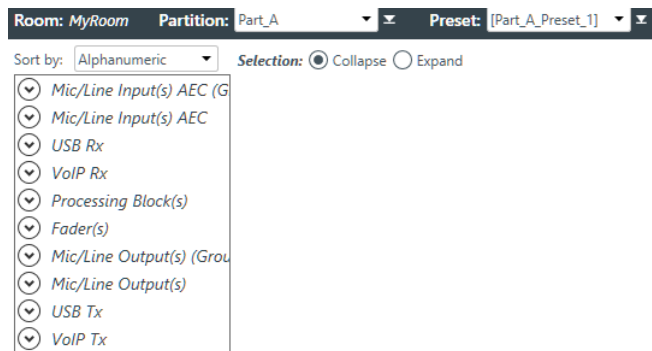 Room: MyRoom Partition: Part_A Preset: [Part_A_Preset_1]
Sort by: Alphanumeric Selection: Collapse Expand
Mic/Line Input(s) AEC (G
Mic/Line Input(s) AEC
USB Rx
VoIP Rx
Processing Block(s)
Fader(s)
Mic/Line Output(s) (Grou
Mic/Line Output(s)
USB Tx
VoIP Tx